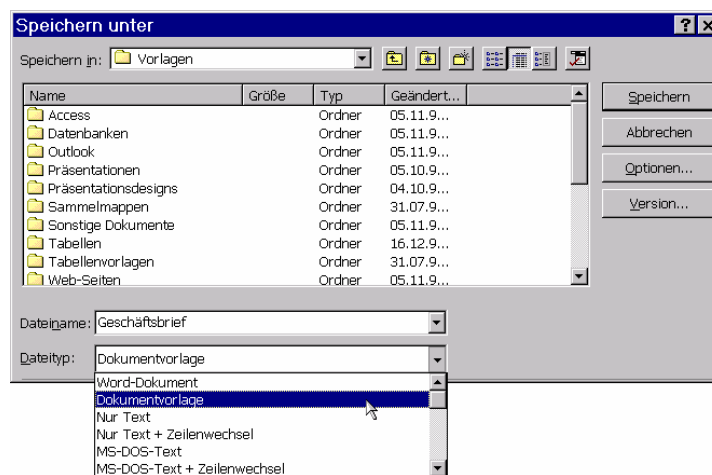 Speichern unter
Speichern in: Vorlagen
Name Größe Typ Geändert...
Access Ordner 05.11.9...
Datenbanken Ordner 05.11.9...
Outlook Ordner 05.11.9...
Präsentationen Ordner 05.10.9...
Präsentationsdesigns Ordner 04.10.9...
Sammelmappen Ordner 31.07.9...
Sonstige Dokumente Ordner 05.11.9...
Tabellen Ordner 16.12.9...
Tabellenvorlagen Ordner 31.07.9...
Web-Seiten Ordner 05.11.9...
Speichern
Abbrechen
Optionen...
Version...
Dateiname: Geschäftsbrief
Dateityp: Dokumentvorlage
Word-Dokument
Dokumentvorlage
Nur Text
Nur Text + Zeilenwechsel
MS-DOS-Text
MS-DOS-Text + Zeilenwechsel